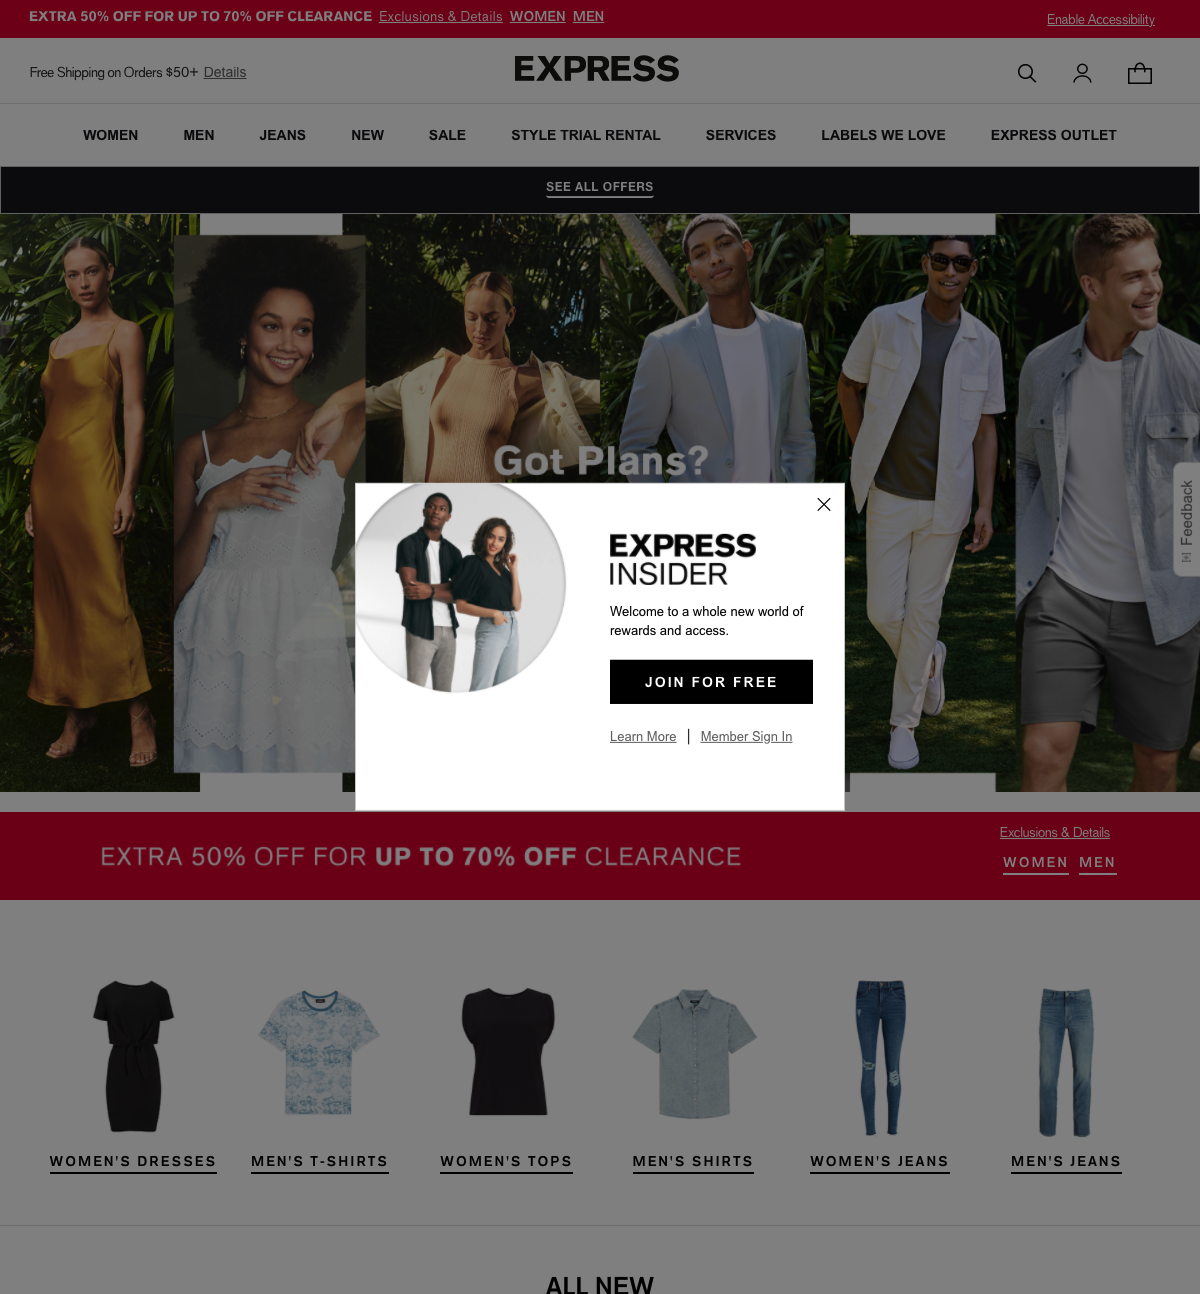 EXTRA 50% OFF FOR UP TO 70% OFF CLEARANCE Exclusions & Details WOMEN MEN
Enable Accessibility
Free Shipping on Orders $50+ Details
EXPRESS
WOMEN MEN JEANS NEW SALE STYLE TRIAL RENTAL SERVICES LABELS WE LOVE EXPRESS OUTLET
SEE ALL OFFERS
Got Plans?
Feedback
EXPRESS
INSIDER
Welcome to a whole new world of
rewards and access.
JOIN FOR FREE
Learn More | Member Sign In
EXTRA 50% OFF FOR UP TO 70% OFF CLEARANCE
Exclusions & Details
WOMEN MEN
WOMEN'S DRESSES MEN'S T-SHIRTS WOMEN'S TOPS MEN'S SHIRTS WOMEN'S JEANS MEN'S JEANS
ALL NEW